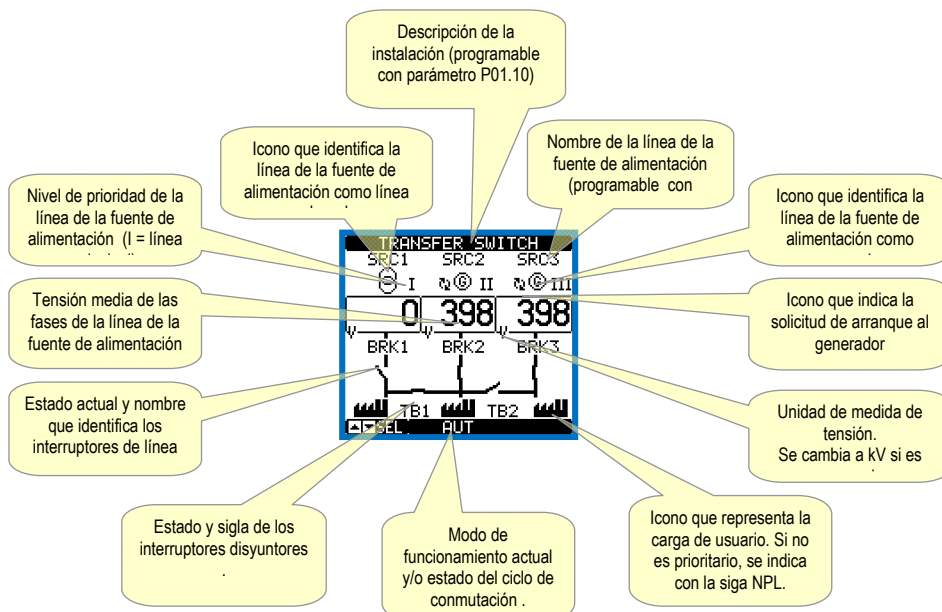 Descripción de la
instalación (programable
con parámetro P01.10)
Icono que identifica la
línea de la fuente de
alimentación como línea
Nombre de la línea de la
fuente de alimentación
(programable con
Nivel de prioridad de la
línea de la fuente de
alimentación (I = línea
Icono que identifica la
línea de la fuente de
alimentación como
TRANSFER SWITCH
SRC1 SRC2 SRC3
I G II G III
0 398 398
V V V
BRK1 BRK2 BRK3
TB1 TB2
SEL AUT
Tensión media de las
fases de la línea de la
fuente de alimentación
Icono que indica la
solicitud de arranque al
generador
Estado actual y nombre
que identifica los
interruptores de línea
Unidad de medida de
tensión.
Se cambia a kV si es
Estado y sigla de los
interruptores disyuntores
.
Modo de
funcionamiento actual
y/o estado del ciclo de
conmutación .
Icono que representa la
carga de usuario. Si no
es prioritario, se indica
con la siga NPL.